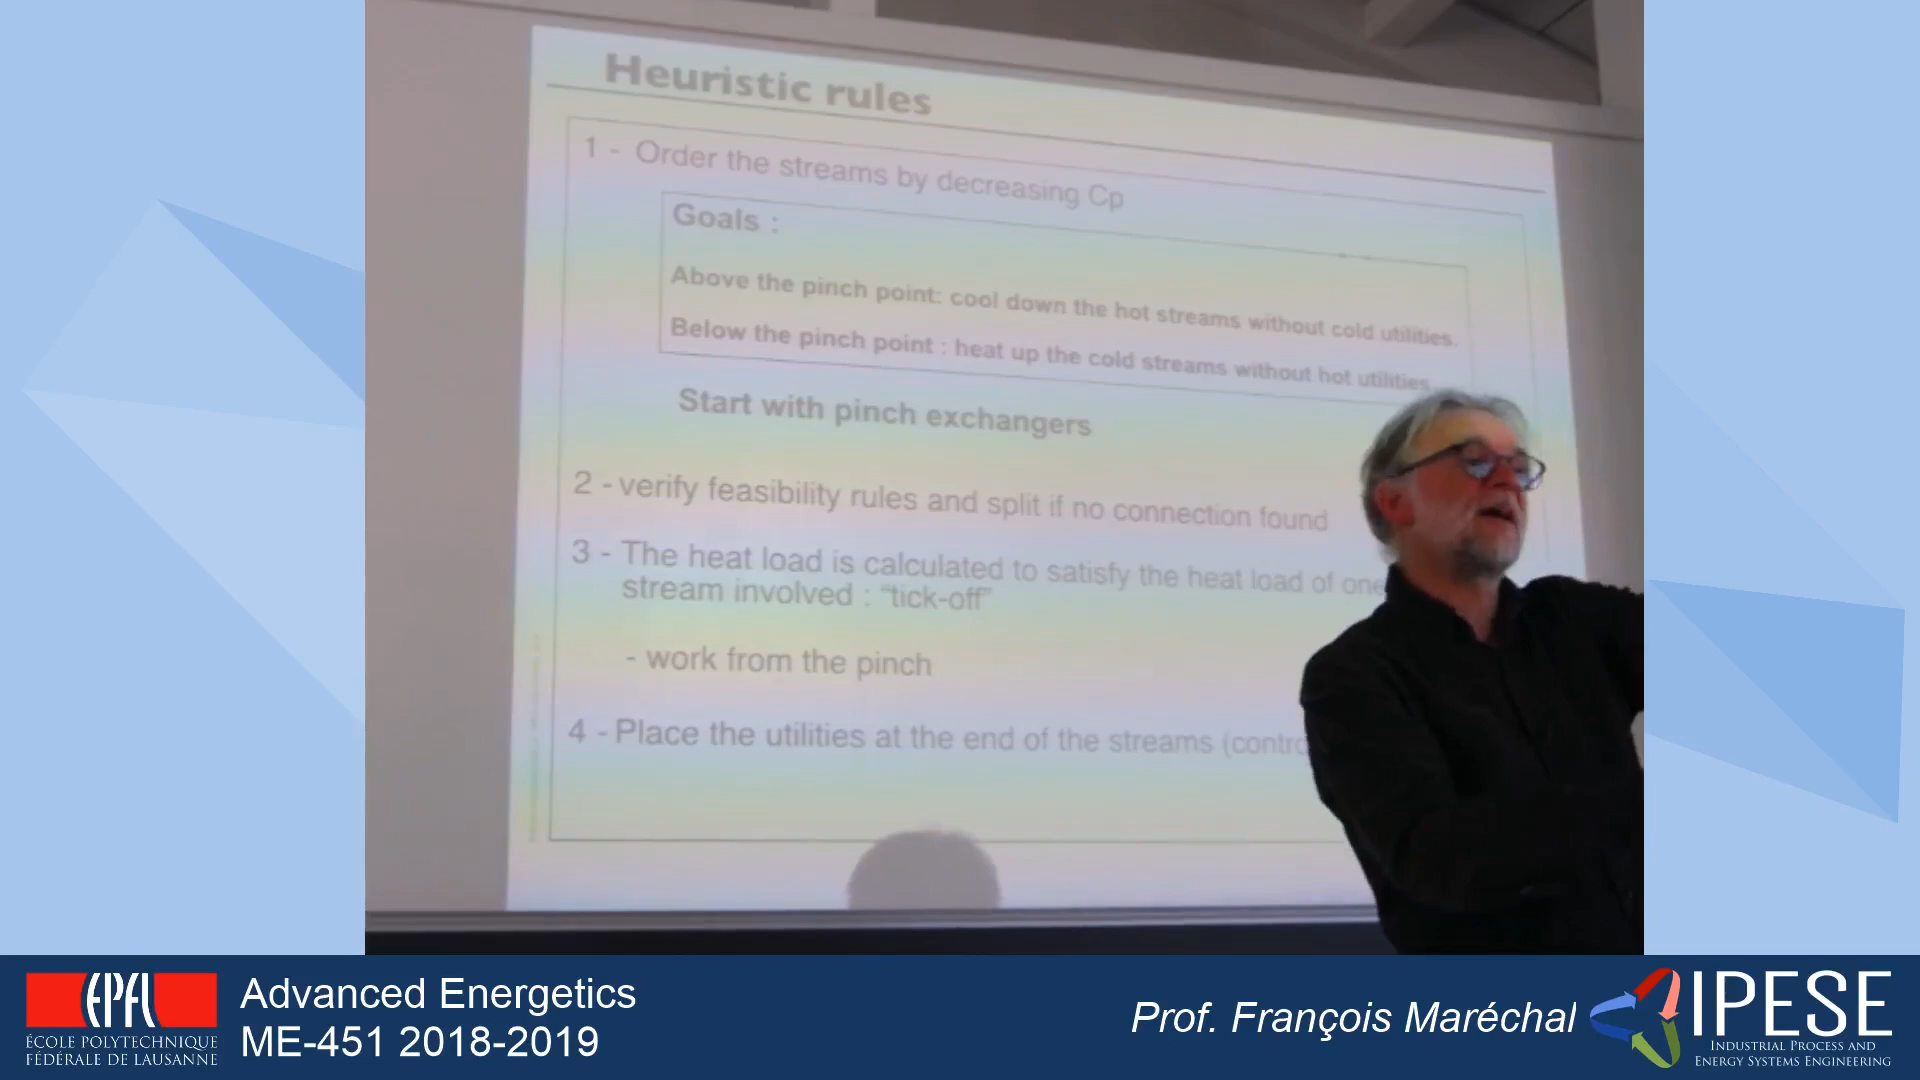 Heuristic rules
1 - Order the streams by decreasing Cp
Goals :
Above the pinch point: cool down the hot streams without cold utilities.
Below the pinch point : heat up the cold streams without hot utilities.
Start with pinch exchangers
2 - verify feasibility rules and split if no connection found
3 - The heat load is calculated to satisfy the heat load of one
stream involved : "tick-off"
- work from the pinch
4 - Place the utilities at the end of the streams (contro
EPFL
ÉCOLE POLYTECHNIQUE
FÉDÉRALE DE LAUSANNE
Advanced Energetics
ME-451 2018-2019
Prof. François Maréchal
IPESE
INDUSTRIAL PROCESS AND
ENERGY SYSTEMS ENGINEERING